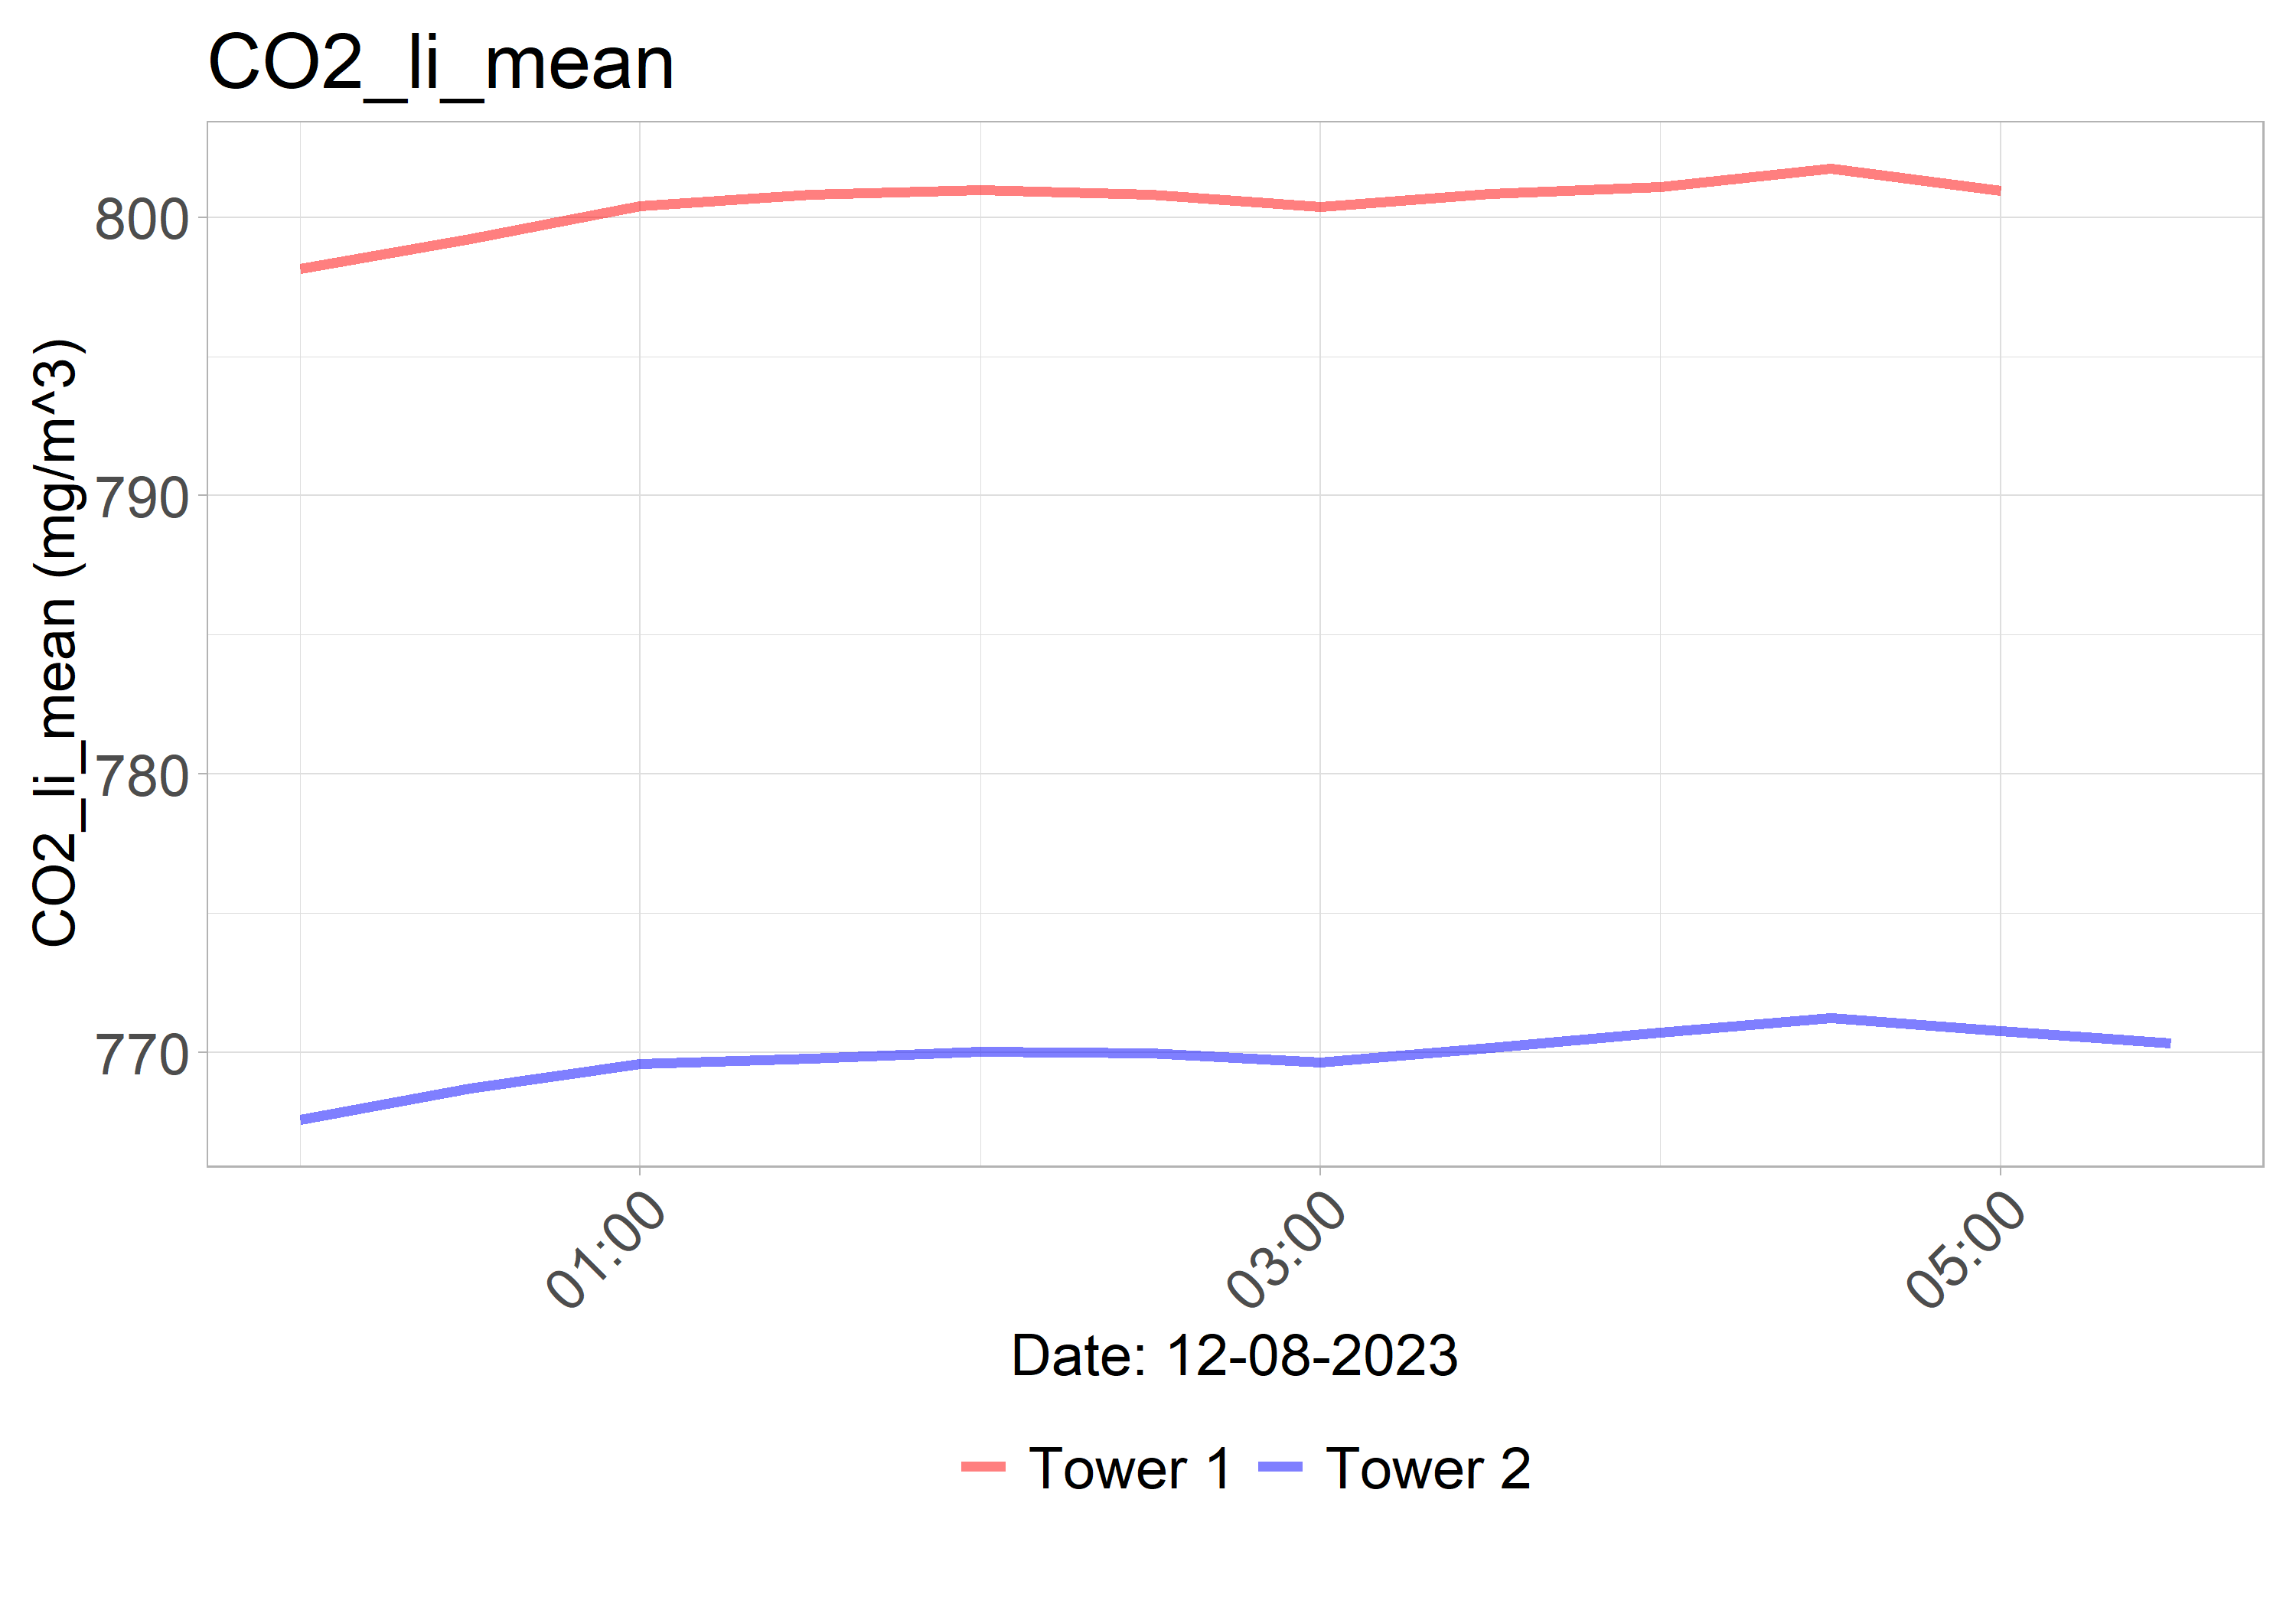 CO2_li_mean
CO2_li_mean (mg/m^3)
800
790
780
770
01:00
03:00
05:00
Date: 12-08-2023
Tower 1
Tower 2